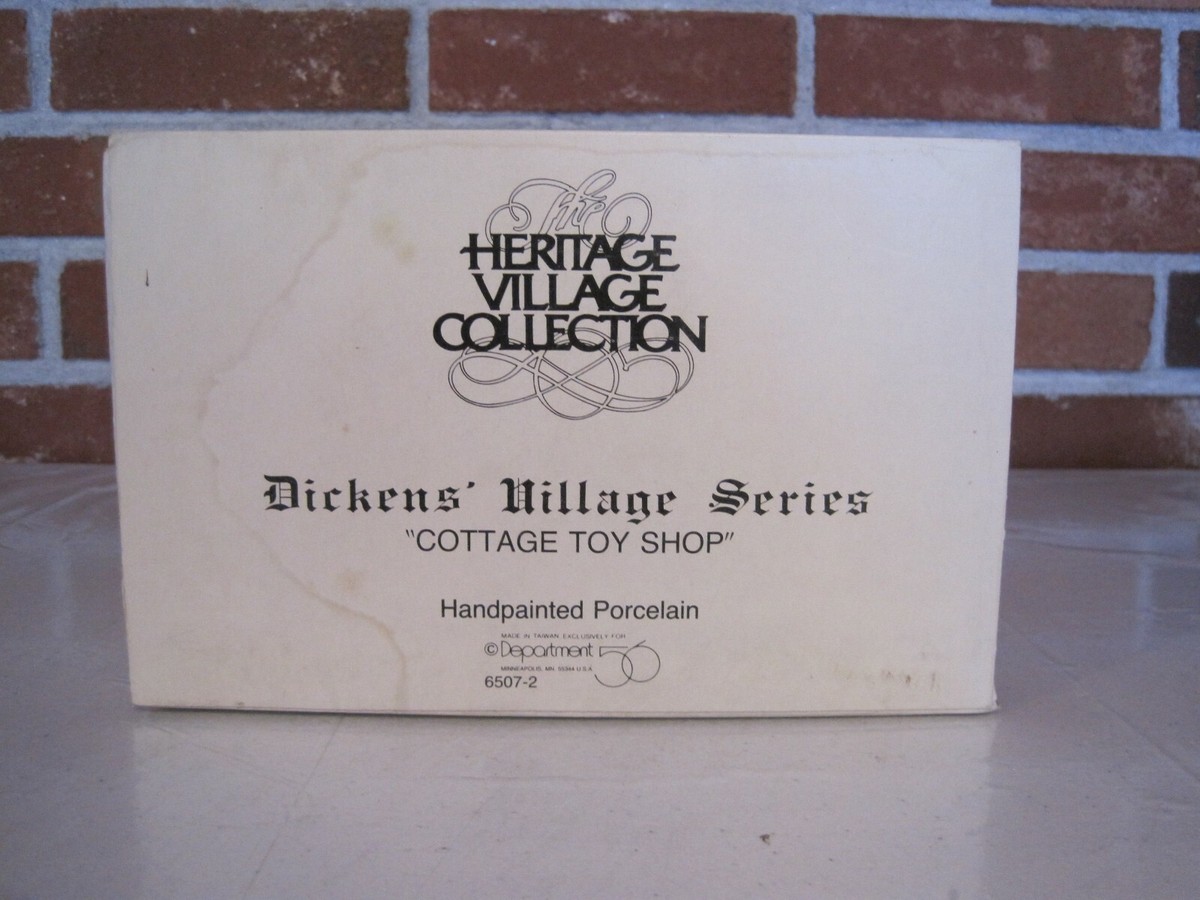 The
HERITAGE
VILLAGE
COLLECTION
Dickens' Village Series
"COTTAGE TOY SHOP"
Handpainted Porcelain
MADE IN TAIWAN EXCLUSIVELY FOR
©Department 56
MINNEAPOLIS, MN 55344 U.S.A.
6507-2